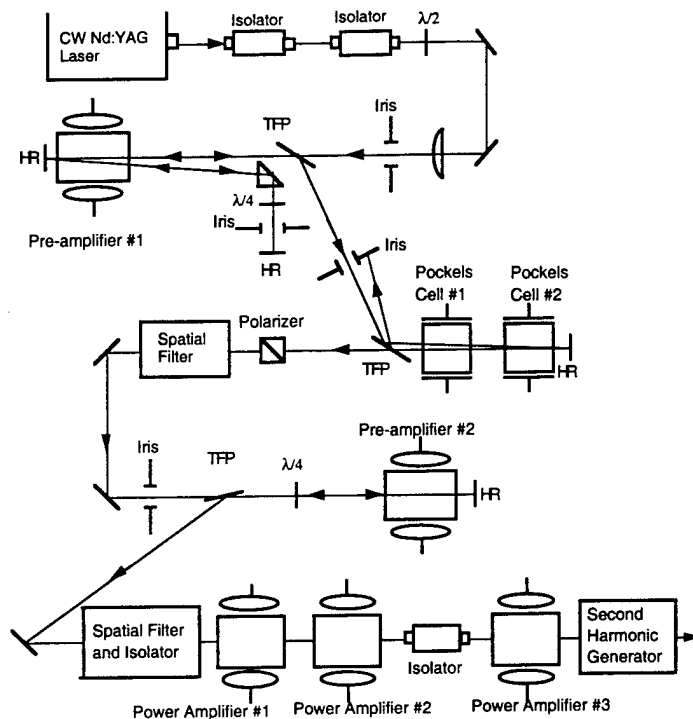 Isolator
Isolator
λ/2
CW Nd:YAG
Laser
Iris
TFP
HR
λ/4
Iris
Pre-amplifier #1
HR
Iris
Pockels
Cell #1
Pockels
Cell #2
Polarizer
Spatial
Filter
TFP
HR
Pre-amplifier #2
Iris
TFP
λ/4
HR
Spatial Filter
and Isolator
Isolator
Second
Harmonic
Generator
Power Amplifier #1
Power Amplifier #2
Power Amplifier #3